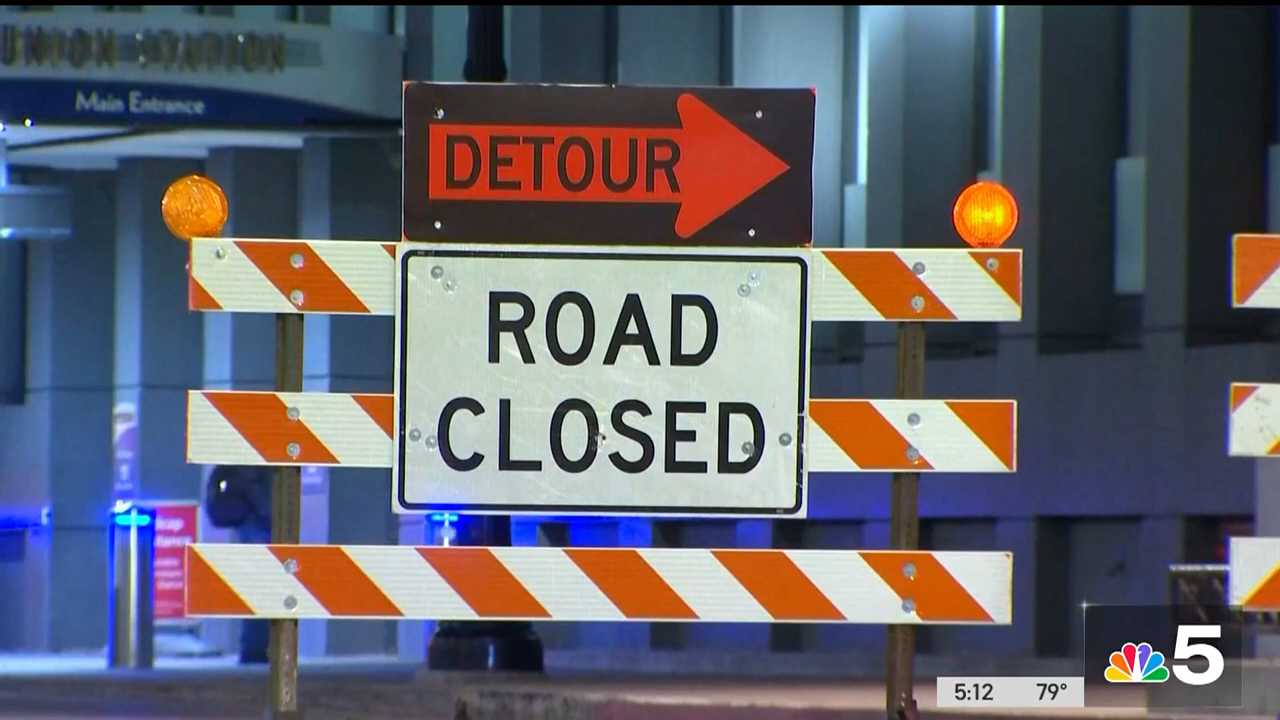 UNION STATION
Main Entrance
DETOUR
ROAD
CLOSED
5:12 79°
5